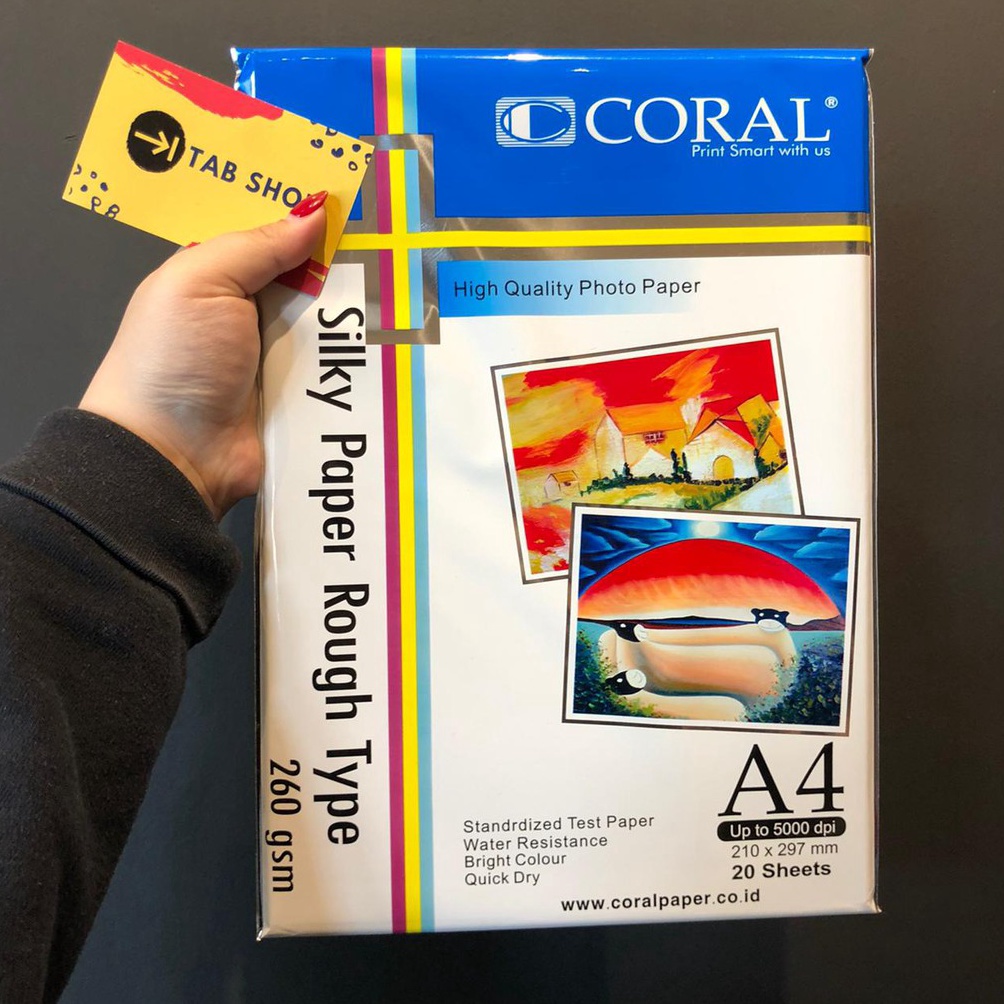 TAB SHO
CORAL®
Print Smart with us
High Quality Photo Paper
Silky Paper Rough Type
260 gsm
A4
Up to 5000 dpi
210 x 297 mm
20 Sheets
Standrdized Test Paper
Water Resistance
Bright Colour
Quick Dry
www.coralpaper.co.id